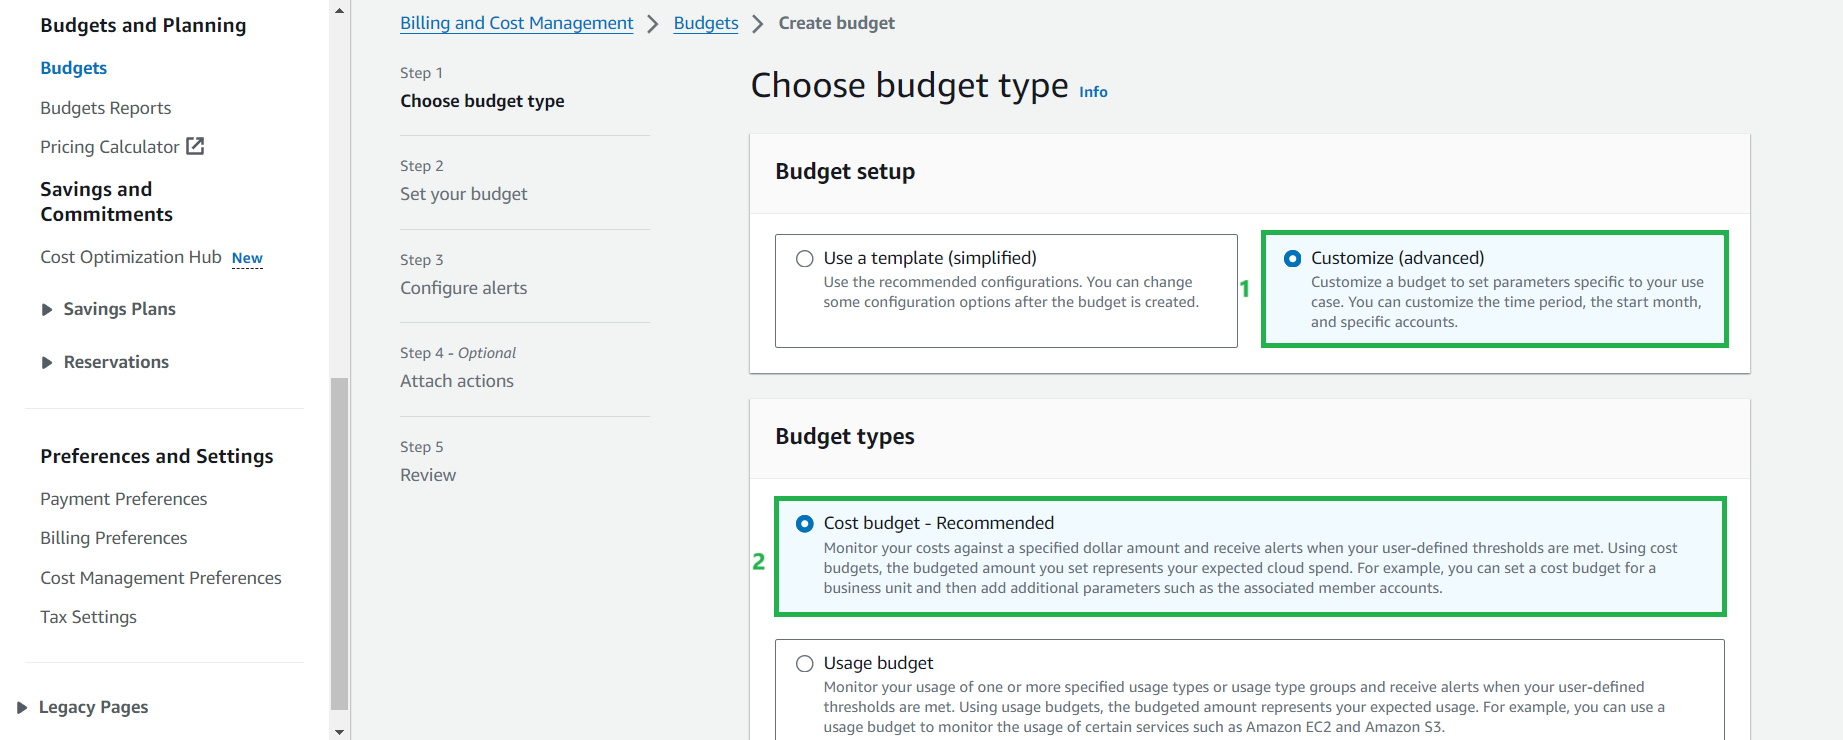 Budgets and Planning
Budgets
Budgets Reports
Pricing Calculator
Savings and
Commitments
Cost Optimization Hub New
Savings Plans
Reservations
Preferences and Settings
Payment Preferences
Billing Preferences
Cost Management Preferences
Tax Settings
Legacy Pages
Billing and Cost Management > Budgets > Create budget
Step 1
Choose budget type
Step 2
Set your budget
Step 3
Configure alerts
Step 4 - Optional
Attach actions
Step 5
Review
Choose budget type Info
Budget setup
Use a template (simplified)
Use the recommended configurations. You can change
some configuration options after the budget is created.
1
Customize (advanced)
Customize a budget to set parameters specific to your use
case. You can customize the time period, the start month,
and specific accounts.
Budget types
2
Cost budget - Recommended
Monitor your costs against a specified dollar amount and receive alerts when your user-defined thresholds are met. Using cost
budgets, the budgeted amount you set represents your expected cloud spend. For example, you can set a cost budget for a
business unit and then add additional parameters such as the associated member accounts.
Usage budget
Monitor your usage of one or more specified usage types or usage type groups and receive alerts when your user-defined
thresholds are met. Using usage budgets, the budgeted amount represents your expected usage. For example, you can use a
usage budget to monitor the usage of certain services such as Amazon EC2 and Amazon S3.